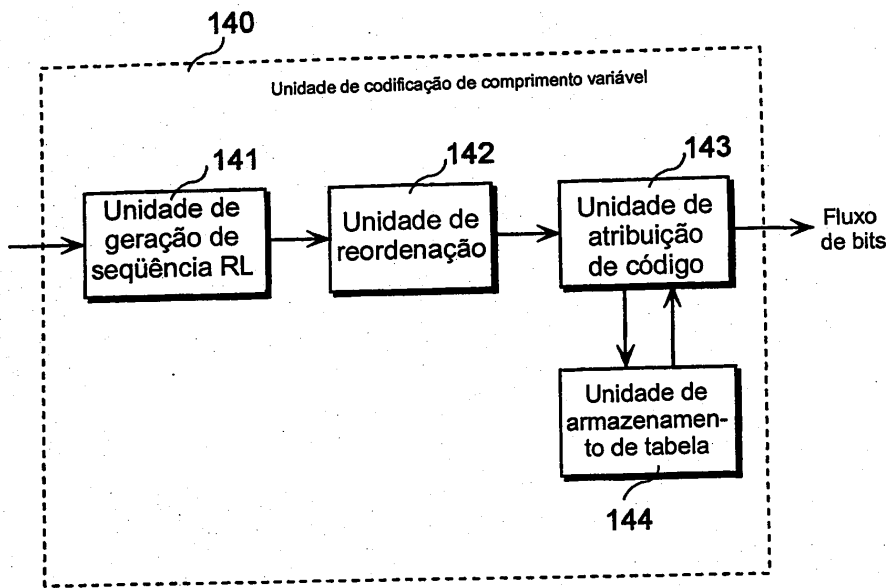 140
Unidade de codificação de comprimento variável
141
Unidade de
geração de
seqüência RL
142
Unidade de
reordenação
143
Unidade de
atribuição
de código
Fluxo
de bits
Unidade de
armazenamen-
to de tabela
144